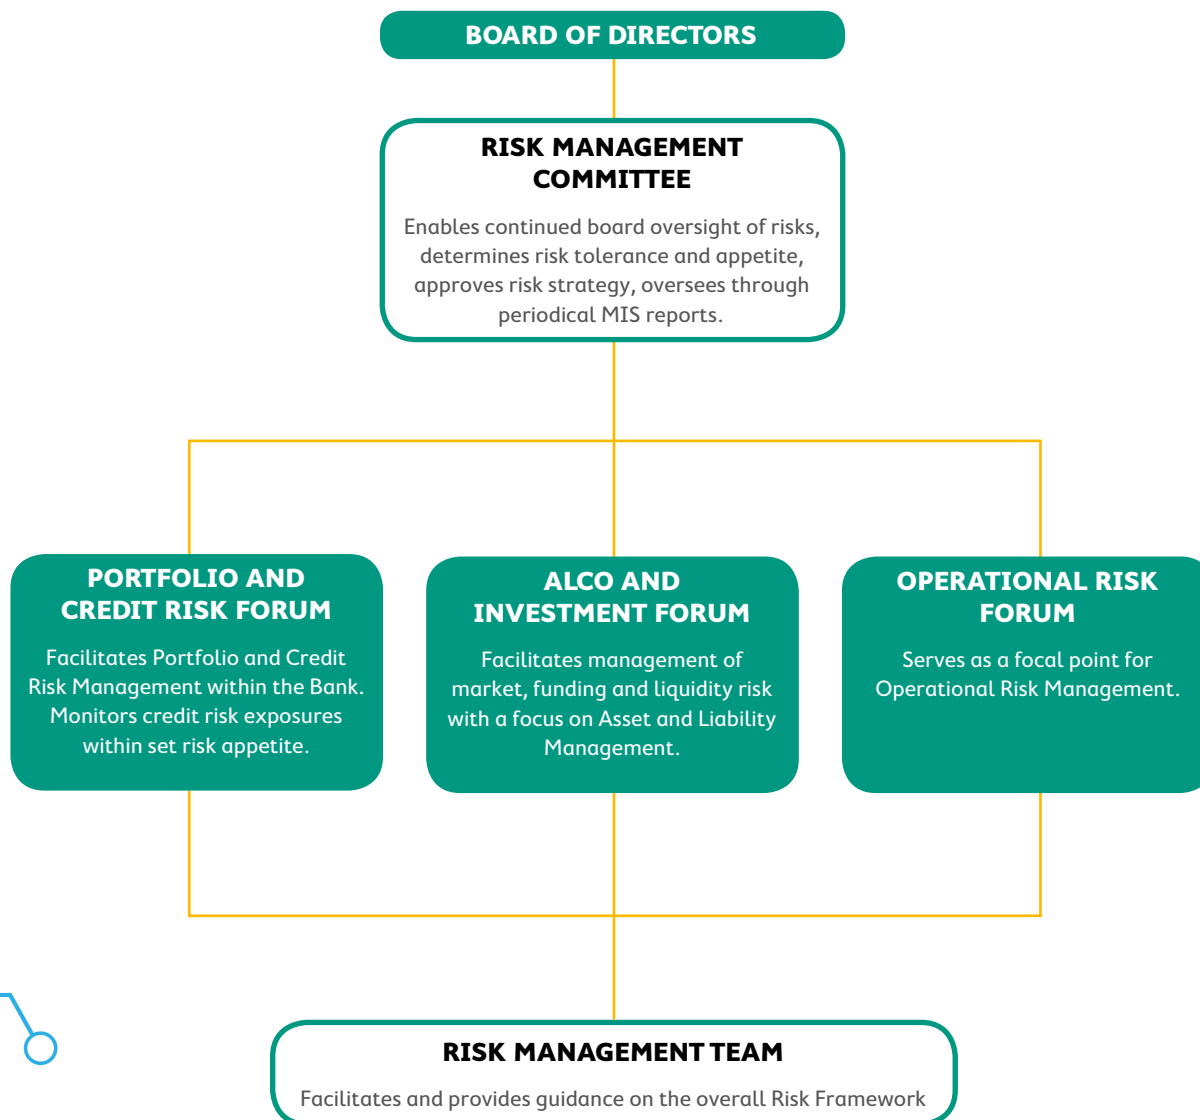 BOARD OF DIRECTORS
RISK MANAGEMENT
COMMITTEE
Enables continued board oversight of risks,
determines risk tolerance and appetite,
approves risk strategy, oversees through
periodical MIS reports.
PORTFOLIO AND
CREDIT RISK FORUM
Facilitates Portfolio and Credit
Risk Management within the Bank.
Monitors credit risk exposures
within set risk appetite.
ALCO AND
INVESTMENT FORUM
Facilitates management of
market, funding and liquidity risk
with a focus on Asset and Liability
Management.
OPERATIONAL RISK
FORUM
Serves as a focal point for
Operational Risk Management.
RISK MANAGEMENT TEAM
Facilitates and provides guidance on the overall Risk Framework